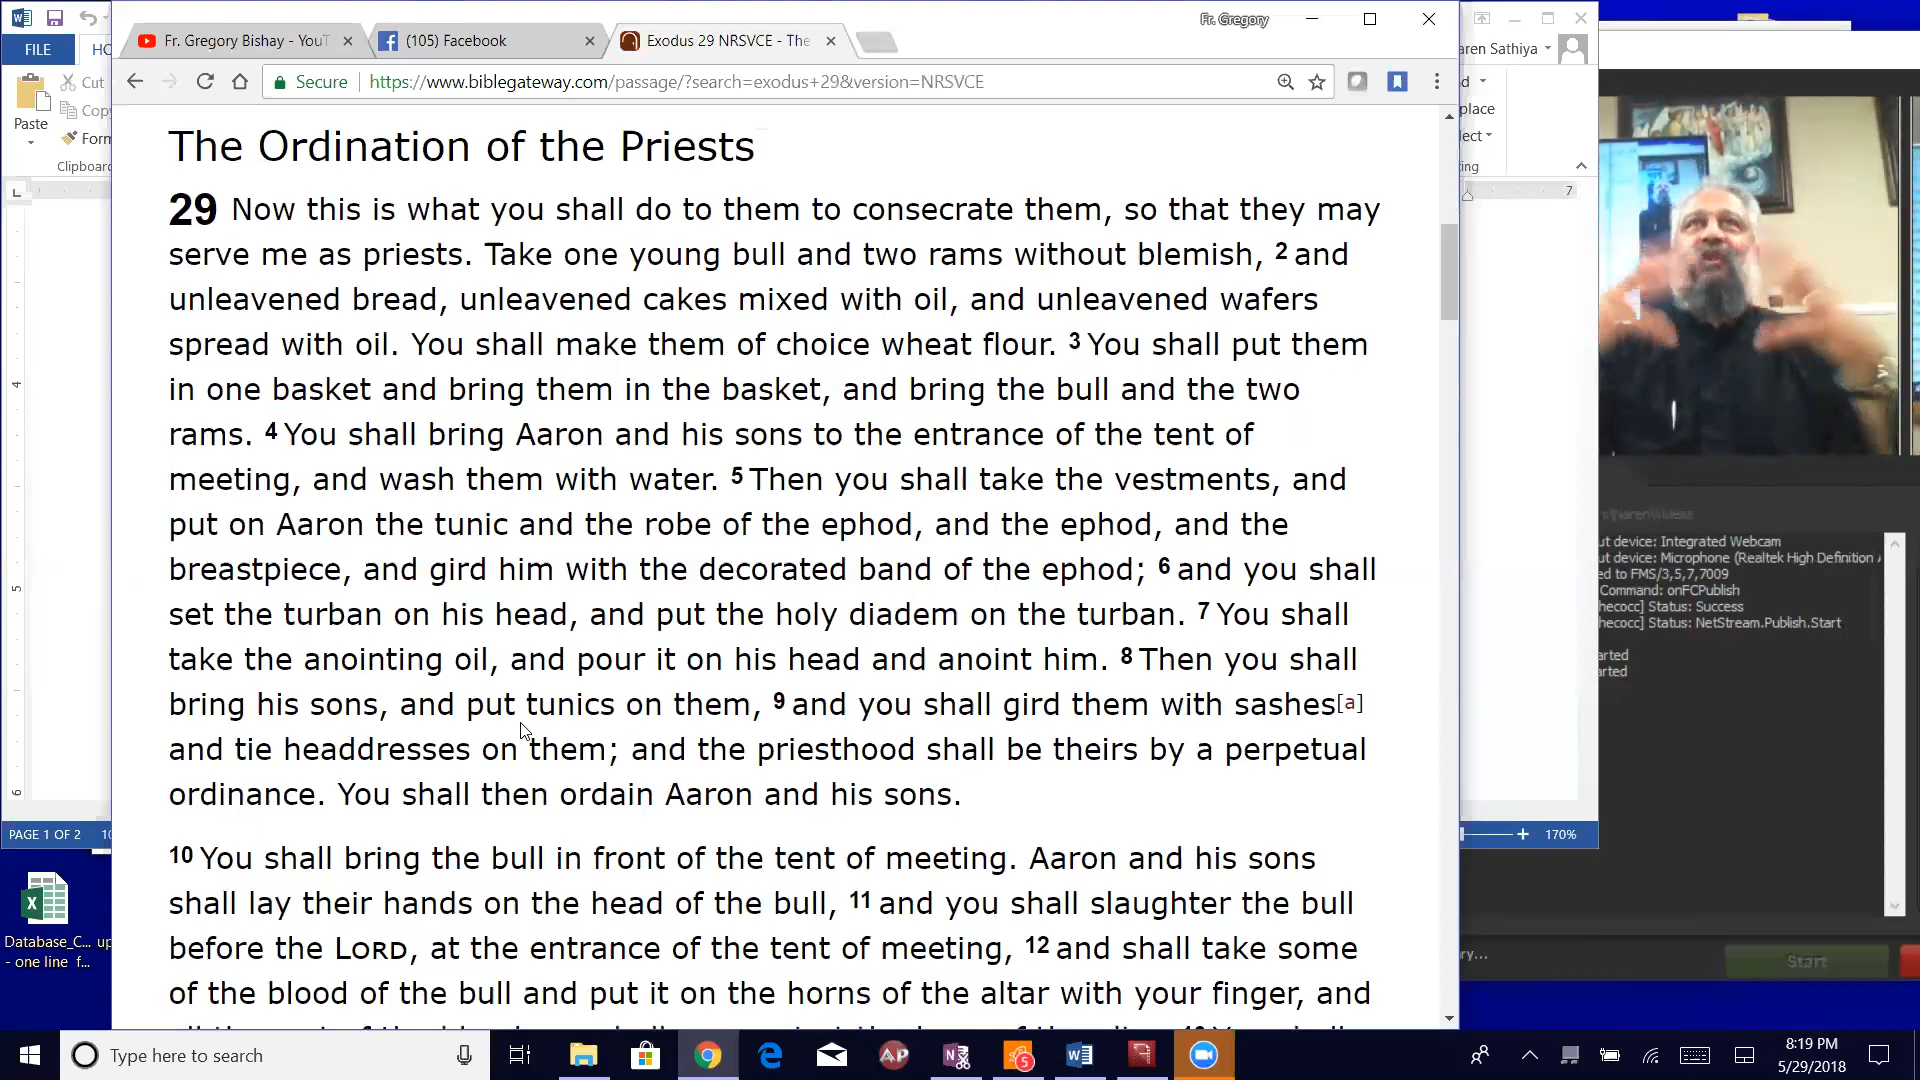 Fr. Gregory
Fr. Gregory Bishay - YouT
(105) Facebook
Exodus 29 NRSVCE - The
Secure
https://www.biblegateway.com/passage/?search=exodus+29&version=NRSVCE
FILE
HO
Cut
Copy
Paste
Form
Clipboard
aren Sathiya
place
lect
7
4
5
6
The Ordination of the Priests
29 Now this is what you shall do to them to consecrate them, so that they may
serve me as priests. Take one young bull and two rams without blemish, 2 and
unleavened bread, unleavened cakes mixed with oil, and unleavened wafers
spread with oil. You shall make them of choice wheat flour. 3 You shall put them
in one basket and bring them in the basket, and bring the bull and the two
rams. 4 You shall bring Aaron and his sons to the entrance of the tent of
meeting, and wash them with water. 5 Then you shall take the vestments, and
put on Aaron the tunic and the robe of the ephod, and the ephod, and the
breastpiece, and gird him with the decorated band of the ephod; 6 and you shall
set the turban on his head, and put the holy diadem on the turban. 7 You shall
take the anointing oil, and pour it on his head and anoint him. 8 Then you shall
bring his sons, and put tunics on them, 9 and you shall gird them with sashes[a]
and tie headdresses on them; and the priesthood shall be theirs by a perpetual
ordinance. You shall then ordain Aaron and his sons.
10 You shall bring the bull in front of the tent of meeting. Aaron and his sons
shall lay their hands on the head of the bull, 11 and you shall slaughter the bull
before the LORD, at the entrance of the tent of meeting, 12 and shall take some
of the blood of the bull and put it on the horns of the altar with your finger, and
ut device: Integrated Webcam
ut device: Microphone (Realtek High Definition A
ed to FMS/3,5,7,7009
Command: onFCPublish
hecocc] Status: Success
hecocc] Status: NetStream.Publish.Start
arted
arted
ry...
Start
PAGE 1 OF 2
170%
Database_C... up
- one line f...
Type here to search
AP
5
8:19 PM
5/29/2018